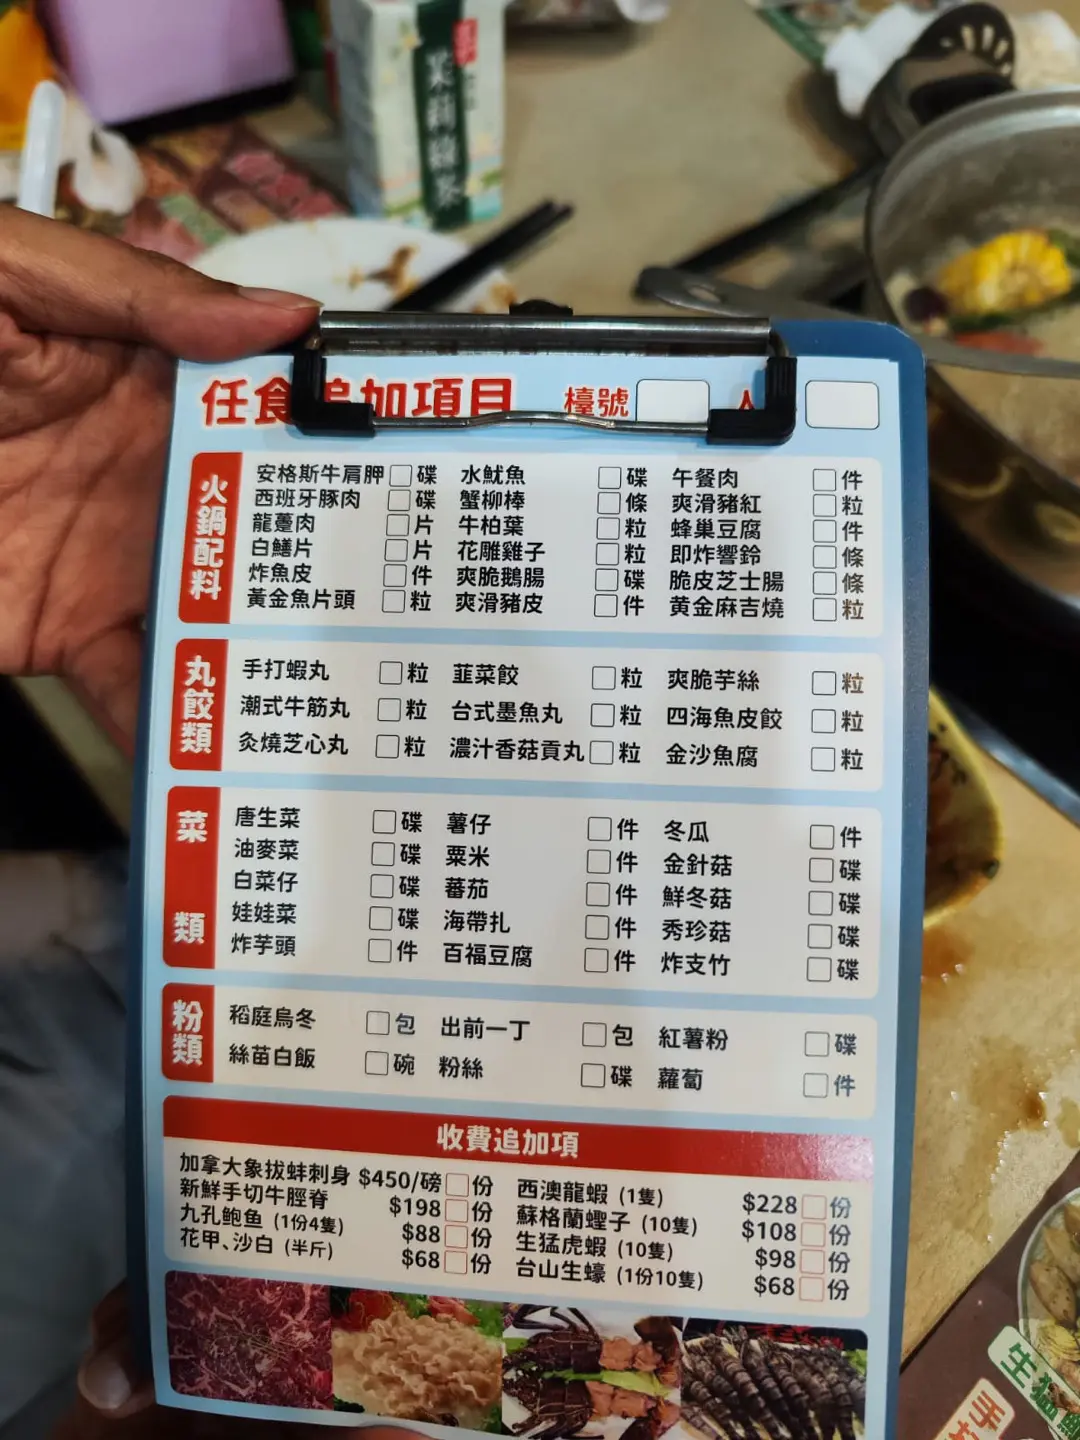 茉莉綠茶
任食追加項目 檯號 人
火鍋配料
安格斯牛肩胛 碟 水魷魚 碟 午餐肉 件
西班牙豚肉 碟 蟹柳棒 條 爽滑豬紅 粒
龍躉肉 片 牛柏葉 粒 蜂巢豆腐 件
白鱔片 片 花雕雞子 粒 即炸響鈴 條
炸魚皮 件 爽脆鵝腸 碟 脆皮芝士腸 條
黃金魚片頭 粒 爽滑豬皮 件 黄金麻吉燒 粒
丸餃類
手打蝦丸 粒 韮菜餃 粒 爽脆芋絲 粒
潮式牛筋丸 粒 台式墨魚丸 粒 四海魚皮餃 粒
灸燒芝心丸 粒 濃汁香菇貢丸 粒 金沙魚腐 粒
菜類
唐生菜 碟 薯仔 件 冬瓜 件
油麥菜 碟 粟米 件 金針菇 碟
白菜仔 碟 蕃茄 件 鮮冬菇 碟
娃娃菜 碟 海帶扎 件 秀珍菇 碟
炸芋頭 件 百福豆腐 件 炸支竹 碟
粉類
稻庭烏冬 包 出前一丁 包 紅薯粉 碟
絲苗白飯 碗 粉絲 碟 蘿蔔 件
收費追加項
加拿大象拔蚌刺身 $450/磅 份 西澳龍蝦 (1隻) $228 份
新鮮手切牛脛脊 $198 份 蘇格蘭蟶子 (10隻) $108 份
九孔鮑鱼 (1份4隻) $88 份 生猛虎蝦 (10隻) $98 份
花甲、沙白 (半斤) $68 份 台山生蠔 (1份10隻) $68 份
生猛
手